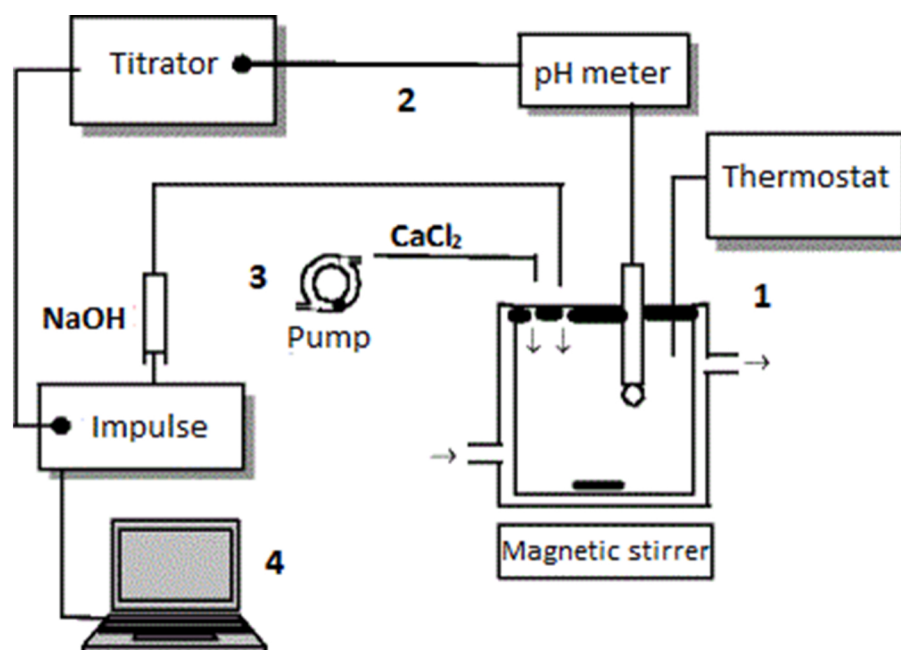 Titrator
pH meter
2
Thermostat
CaCl₂
3
1
NaOH
Pump
Impulse
Magnetic stirrer
4